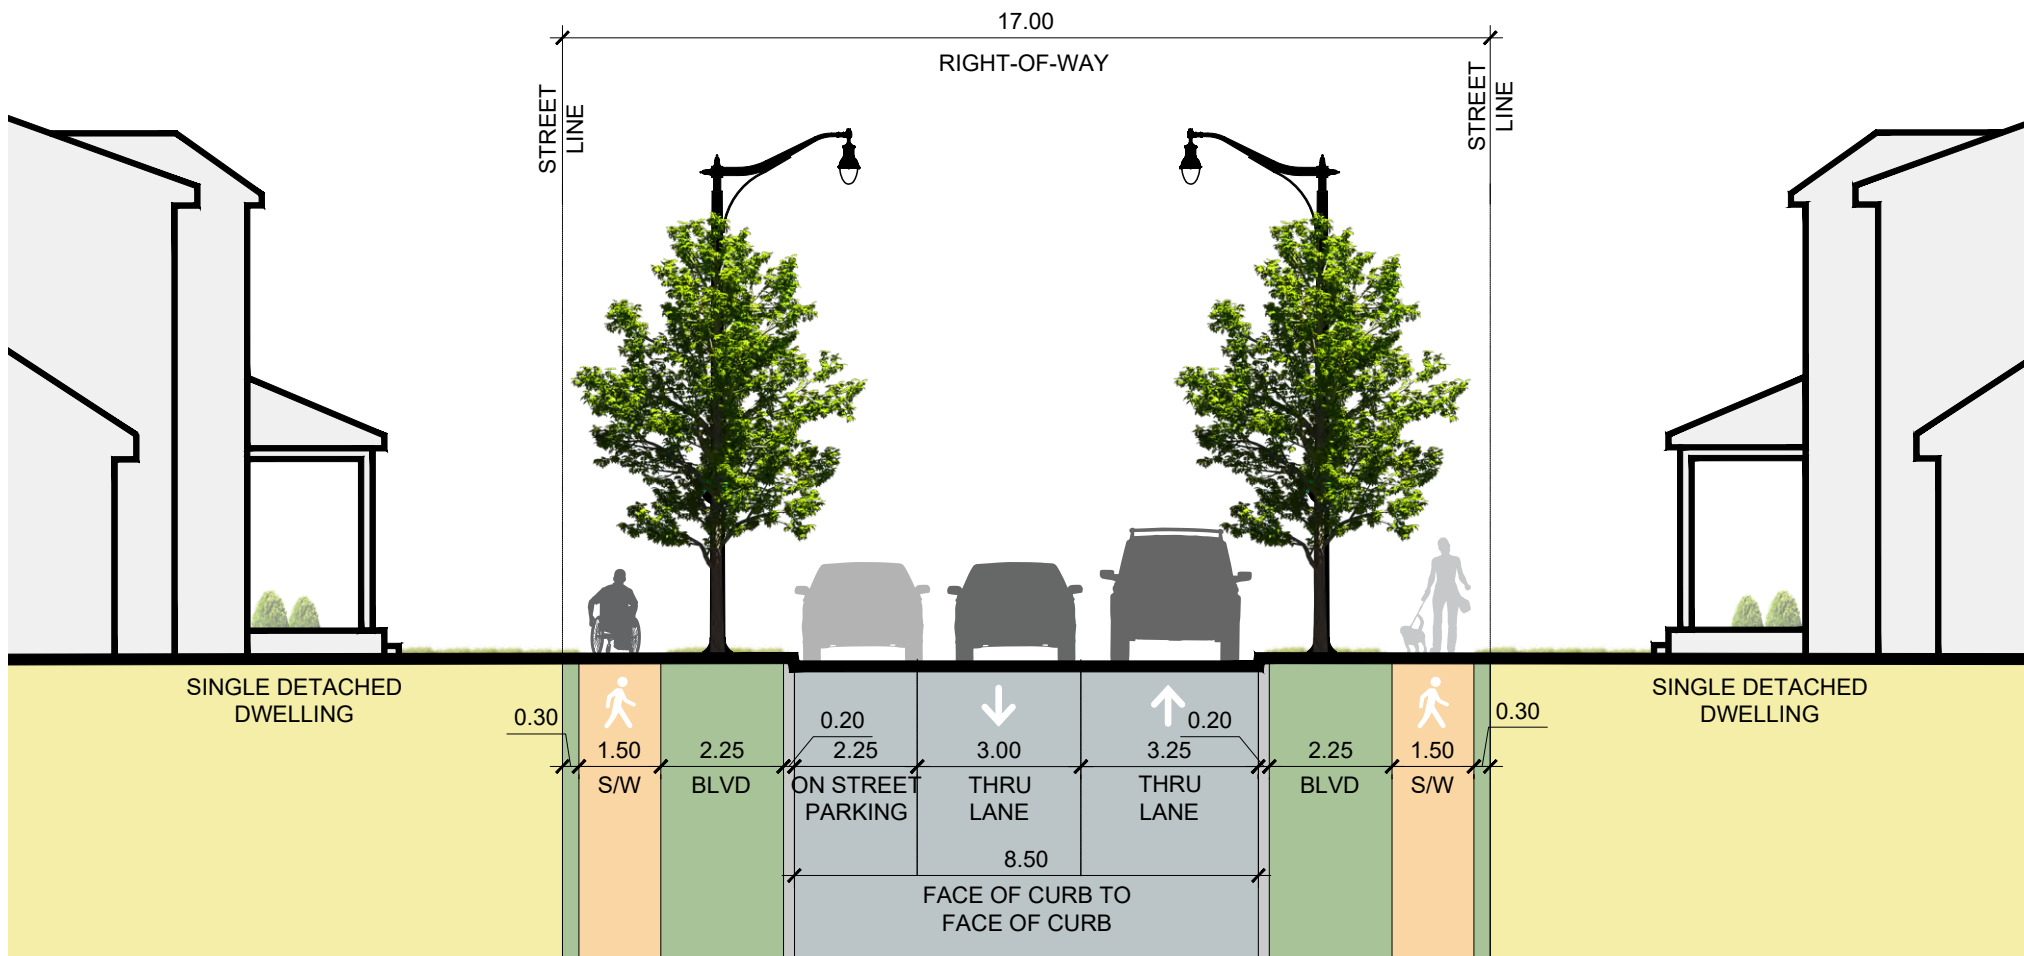 17.00
RIGHT-OF-WAY
STREET
LINE
STREET
LINE
SINGLE DETACHED
DWELLING
SINGLE DETACHED
DWELLING
0.30
0.20
0.20
0.30
1.50
2.25
2.25
3.00
3.25
2.25
1.50
S/W
BLVD
ON STREET
PARKING
THRU
LANE
THRU
LANE
BLVD
S/W
8.50
FACE OF CURB TO
FACE OF CURB